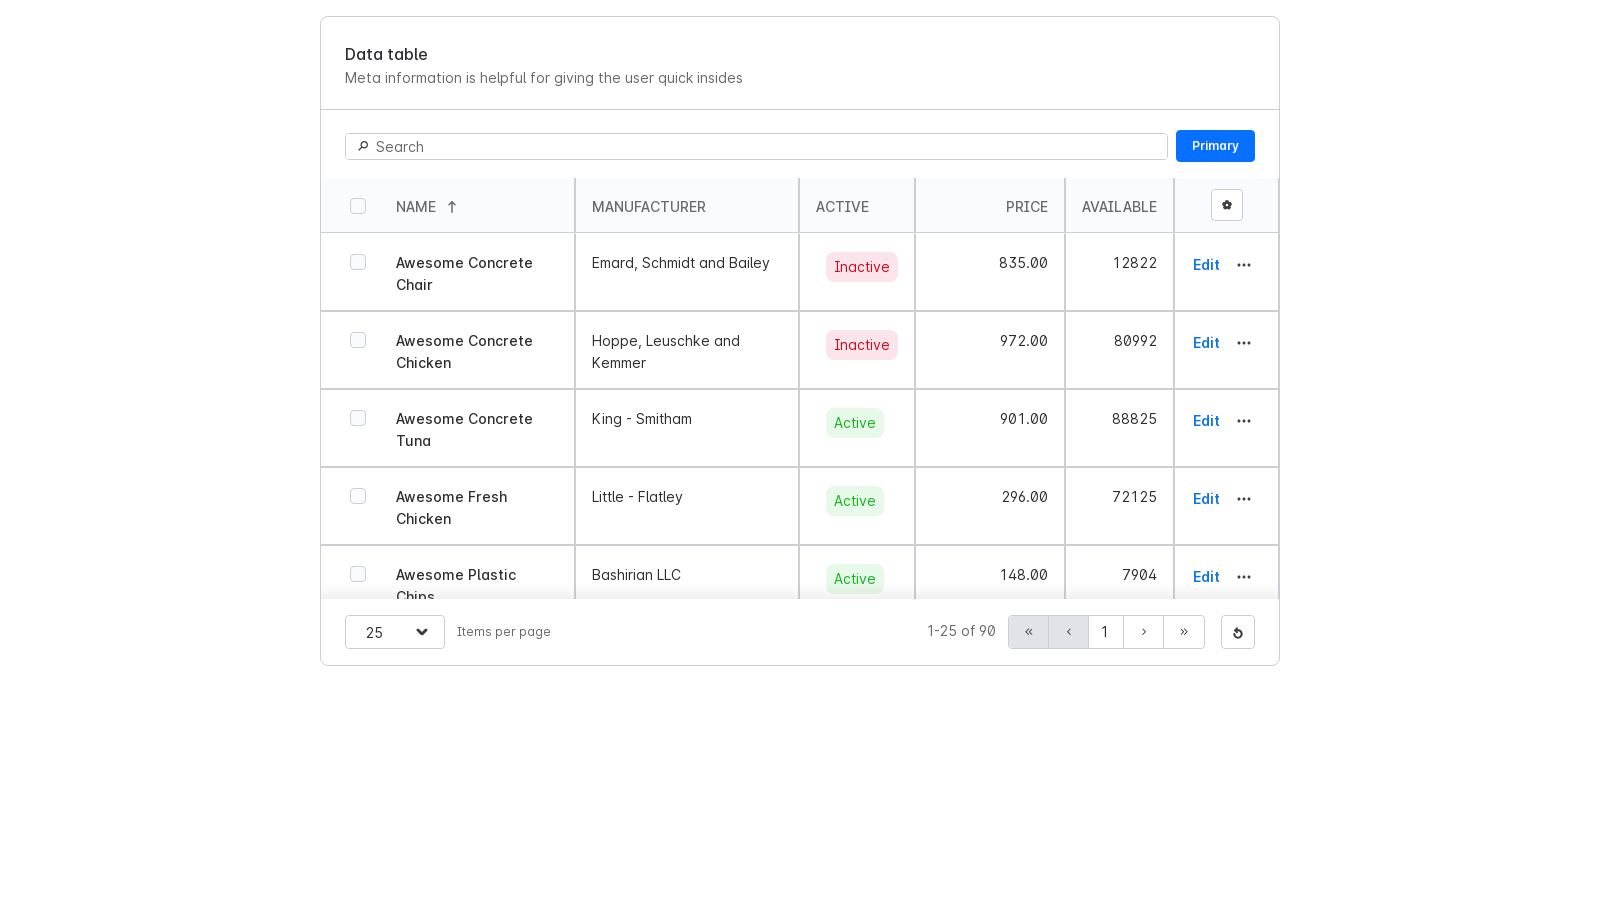 Data table
Meta information is helpful for giving the user quick insides
Search
Primary
NAME ↑ MANUFACTURER ACTIVE PRICE AVAILABLE
Awesome Concrete Emard, Schmidt and Bailey Inactive 835.00 12822 Edit ···
Chair
Awesome Concrete Hoppe, Leuschke and Inactive 972.00 80992 Edit ···
Chicken Kemmer
Awesome Concrete King - Smitham Active 901.00 88825 Edit ···
Tuna
Awesome Fresh Little - Flatley Active 296.00 72125 Edit ···
Chicken
Awesome Plastic Bashirian LLC Active 148.00 7904 Edit ···
Chips
25 Items per page 1-25 of 90 « ‹ 1 › »